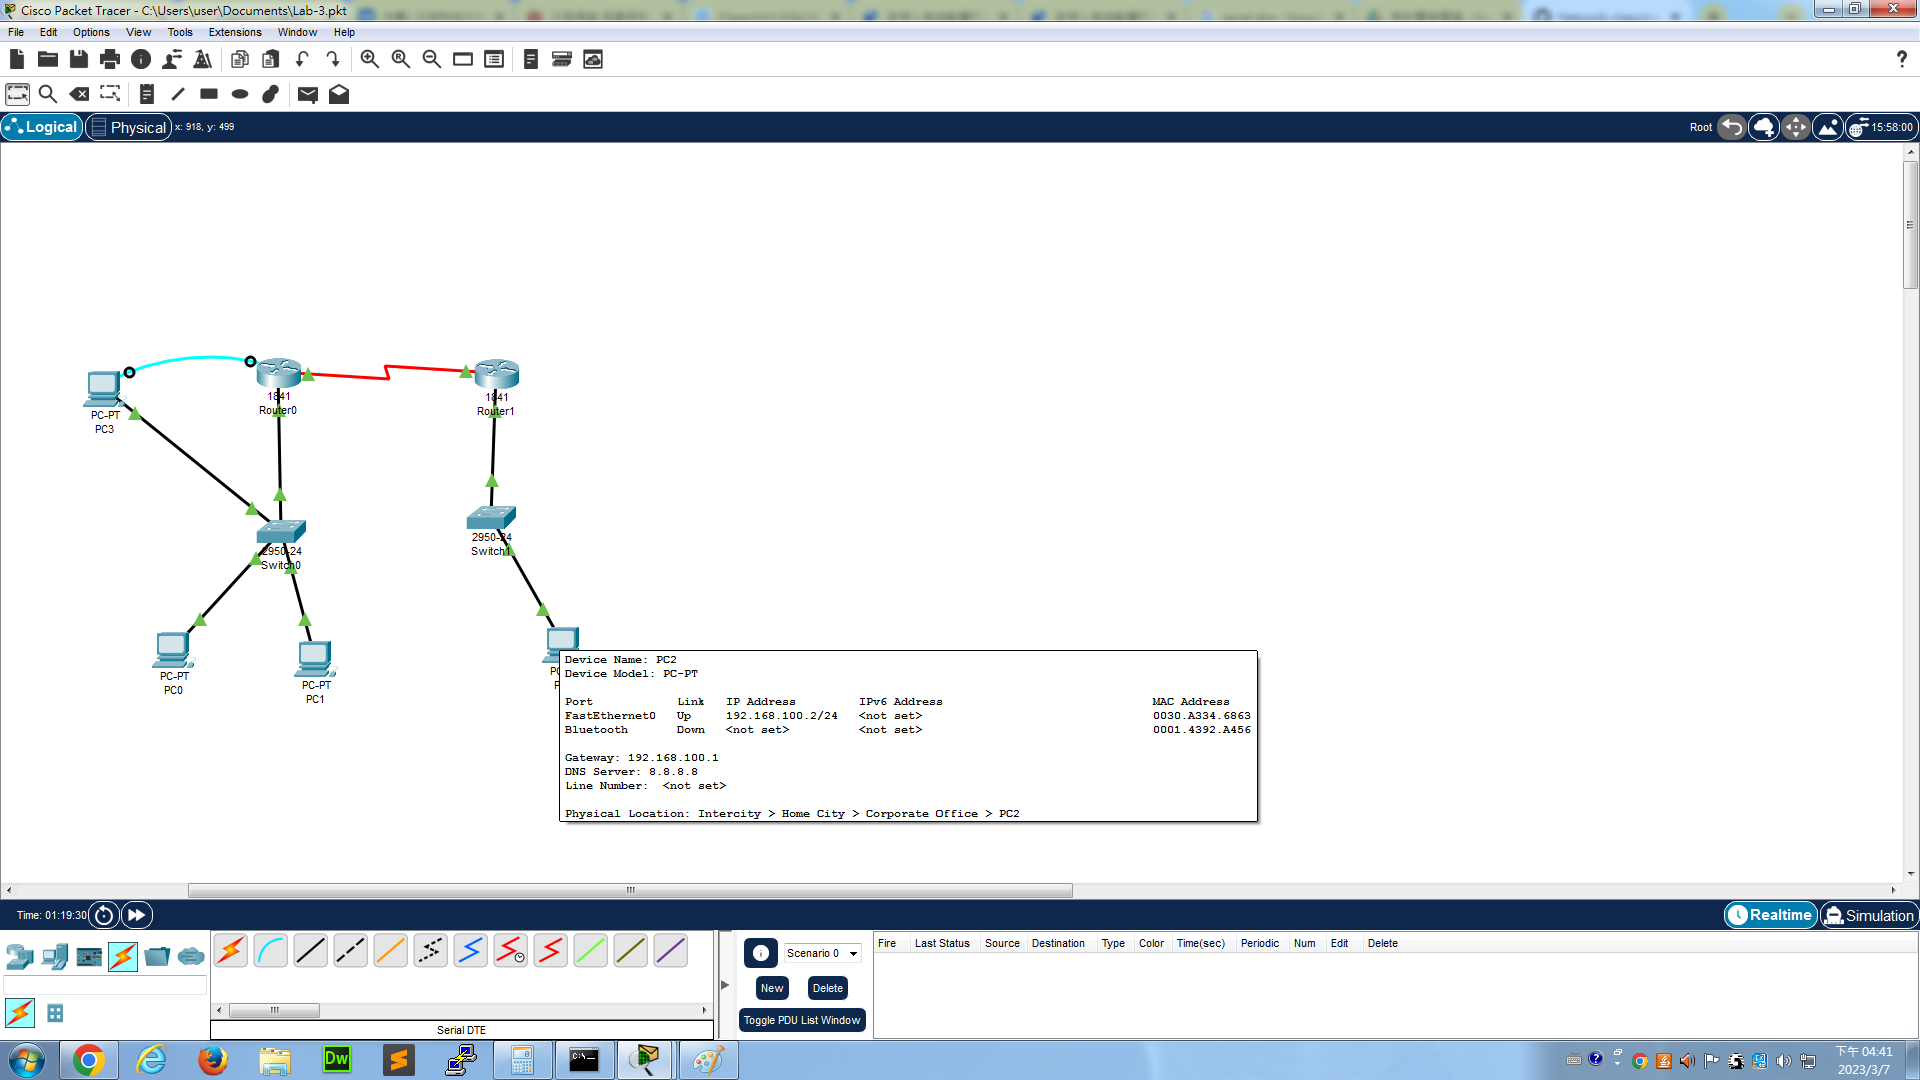 Cisco Packet Tracer - C:\Users\user\Documents\Lab-3.pkt
File Edit Options View Tools Extensions Window Help
Logical Physical x: 918, y: 499 Root 15:58:00
1841
Router0
1841
Router1
PC-PT
PC3
2950-24
Switch0
2950-24
Switch1
PC-PT
PC0
PC-PT
PC1
Device Name: PC2
Device Model: PC-PT
Port Link IP Address IPv6 Address MAC Address
FastEthernet0 Up 192.168.100.2/24 <not set> 0030.A334.6863
Bluetooth Down <not set> <not set> 0001.4392.A456
Gateway: 192.168.100.1
DNS Server: 8.8.8.8
Line Number: <not set>
Physical Location: Intercity > Home City > Corporate Office > PC2
Time: 01:19:30 Realtime Simulation
Scenario 0
New Delete
Toggle PDU List Window
Fire Last Status Source Destination Type Color Time(sec) Periodic Num Edit Delete
Serial DTE
Dw
C:\_
下午 04:41
2023/3/7